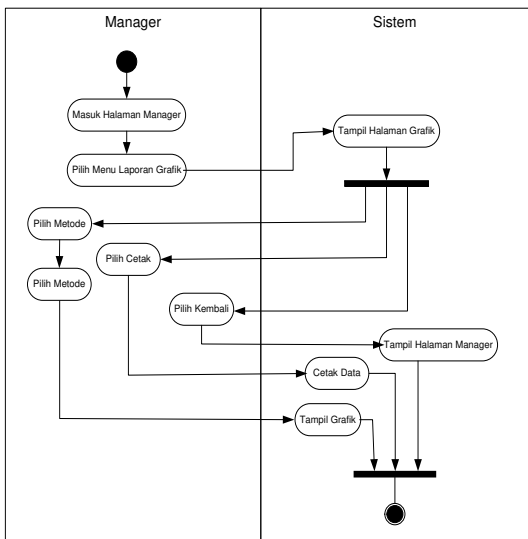 Manager
Sistem
Masuk Halaman Manager
Tampil Halaman Grafik
Pilih Menu Laporan Grafik
Pilih Metode
Pilih Cetak
Pilih Metode
Pilih Kembali
Tampil Halaman Manager
Cetak Data
Tampil Grafik